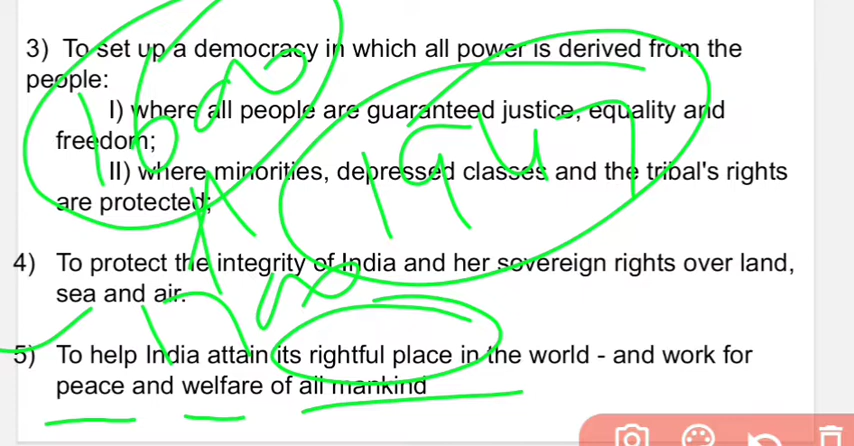 3) To set up a democracy in which all power is derived from the
people:
I) where all people are guaranteed justice, equality and
freedom;
II) where minorities, depressed classes and the tribal's rights
are protected;
4) To protect the integrity of India and her sovereign rights over land,
sea and air.
5) To help India attain its rightful place in the world - and work for
peace and welfare of all mankind
1600
1947